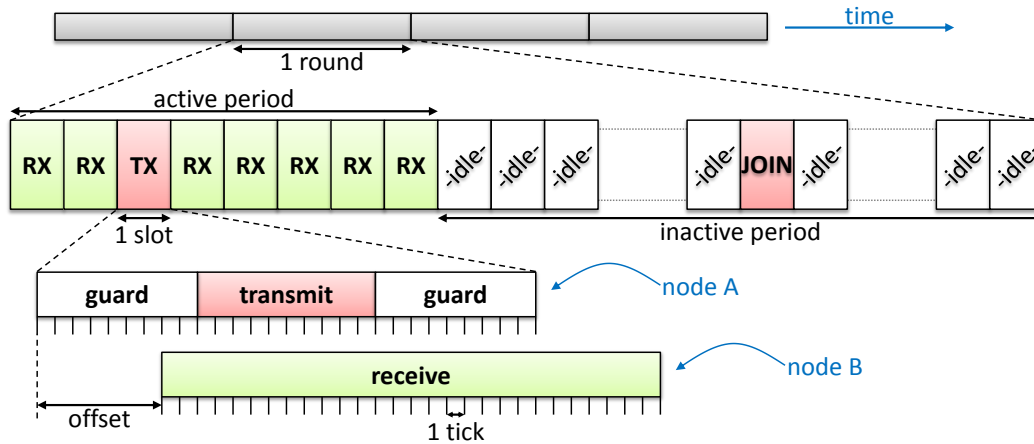 time
1 round
active period
RX RX TX RX RX RX RX RX -idle- -idle- -idle- -idle- JOIN -idle- -idle- -idle-
1 slot
inactive period
guard transmit guard
node A
receive
node B
offset
1 tick